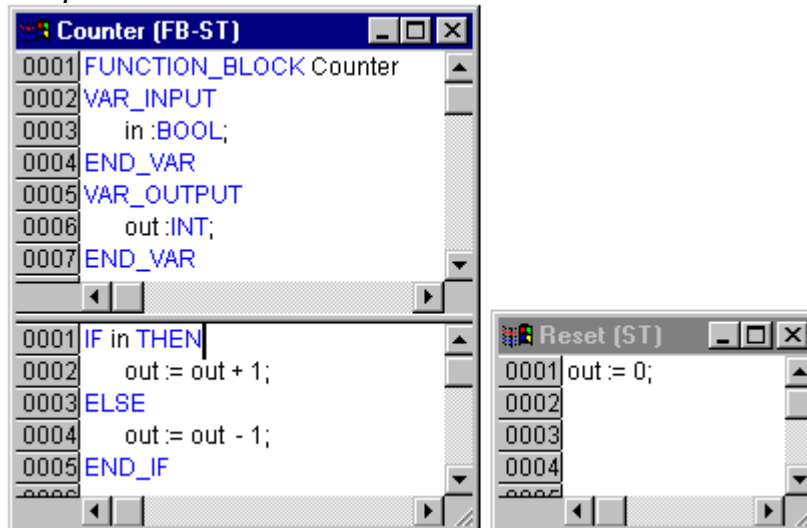 Counter (FB-ST)
0001 FUNCTION_BLOCK Counter
0002 VAR_INPUT
0003 in :BOOL;
0004 END_VAR
0005 VAR_OUTPUT
0006 out :INT;
0007 END_VAR
0001 IF in THEN
0002 out := out + 1;
0003 ELSE
0004 out := out - 1;
0005 END_IF
Reset (ST)
0001 out := 0;
0002
0003
0004